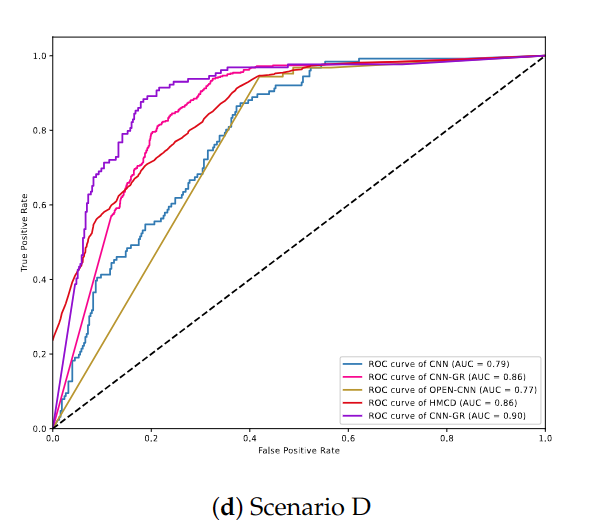 1.0
0.8
0.6
0.4
0.2
0.0
True Positive Rate
0.0 0.2 0.4 0.6 0.8 1.0
False Positive Rate
ROC curve of CNN (AUC = 0.79)
ROC curve of CNN-GR (AUC = 0.86)
ROC curve of OPEN-CNN (AUC = 0.77)
ROC curve of HMCD (AUC = 0.86)
ROC curve of CNN-GR (AUC = 0.90)
(d) Scenario D